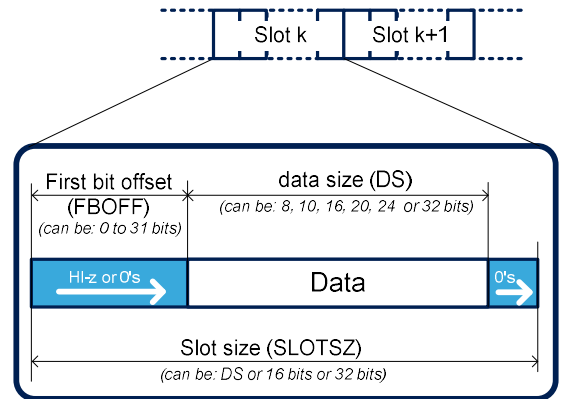 Slot k
Slot k+1
First bit offset
(FBOFF)
(can be: 0 to 31 bits)
data size (DS)
(can be: 8, 10, 16, 20, 24 or 32 bits)
HI-z or 0's
Data
0's
Slot size (SLOTSZ)
(can be: DS or 16 bits or 32 bits)